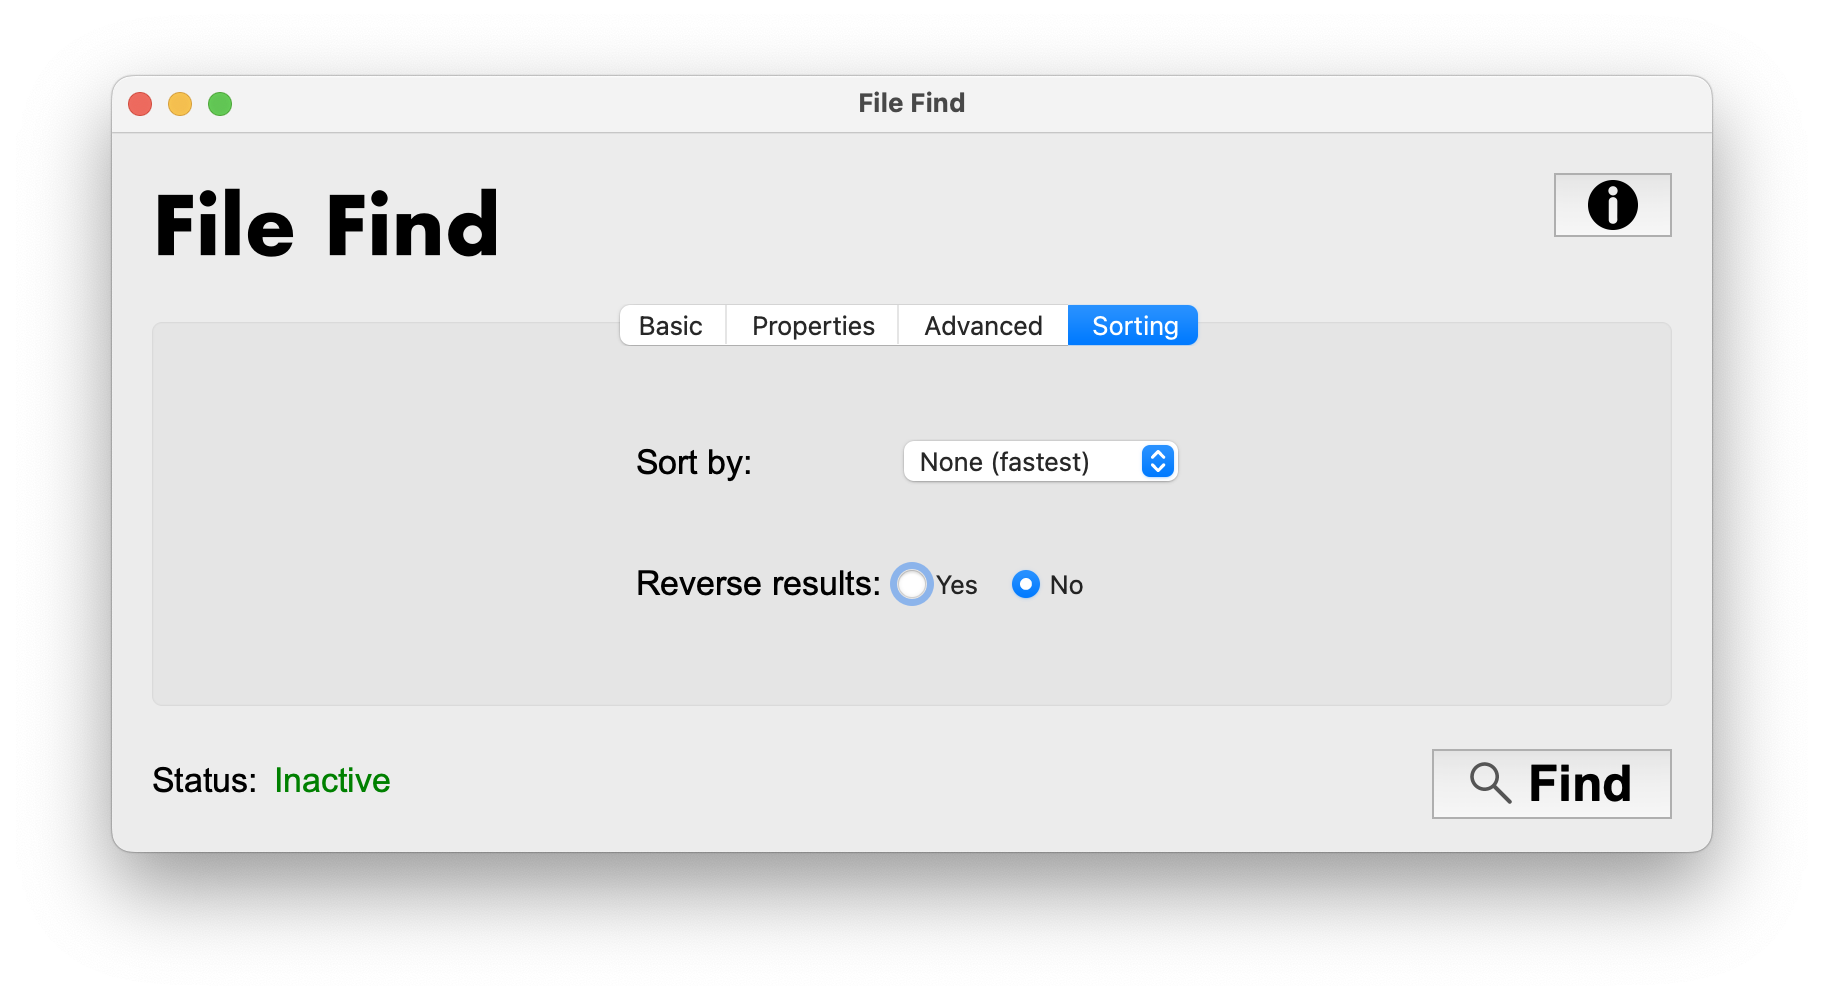 File Find
File Find
Basic Properties Advanced Sorting
Sort by: None (fastest)
Reverse results: Yes No
Status: Inactive
Find